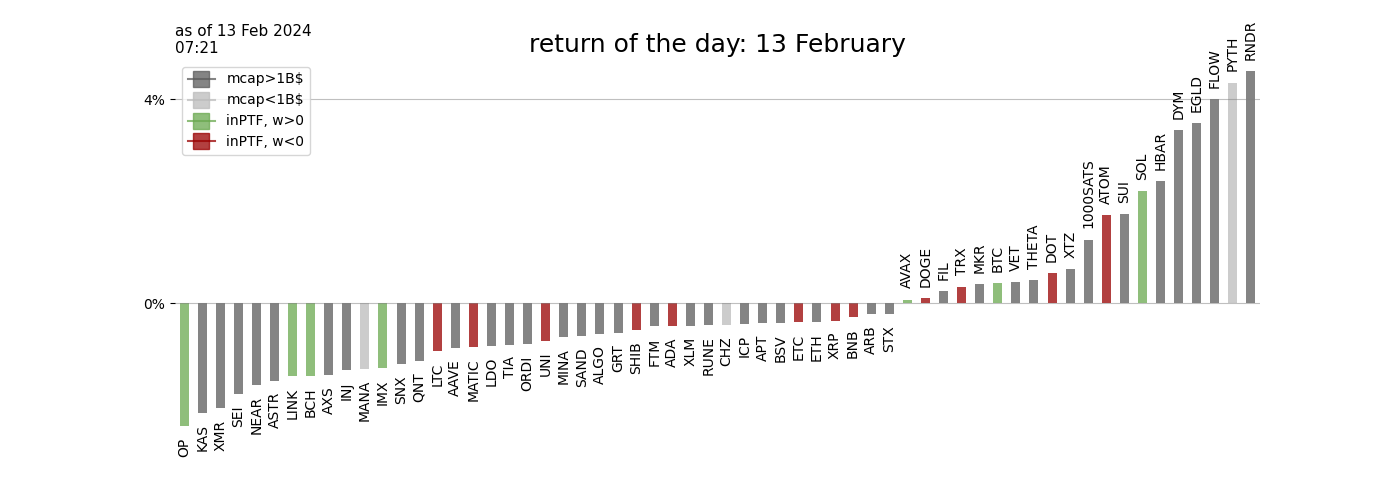 as of 13 Feb 2024
07:21
return of the day: 13 February
mcap>1B$
mcap<1B$
inPTF, w>0
inPTF, w<0
4%
0%
OP
KAS
XMR
SEI
NEAR
ASTR
LINK
BCH
AXS
INJ
MANA
IMX
SNX
QNT
LTC
AAVE
MATIC
LDO
TIA
ORDI
UNI
MINA
SAND
ALGO
GRT
SHIB
FTM
ADA
XLM
RUNE
CHZ
ICP
APT
BSV
ETC
ETH
XRP
BNB
ARB
STX
AVAX
DOGE
FIL
TRX
MKR
BTC
VET
THETA
DOT
XTZ
1000SATS
ATOM
SUI
SOL
HBAR
DYM
EGLD
FLOW
PYTH
RNDR